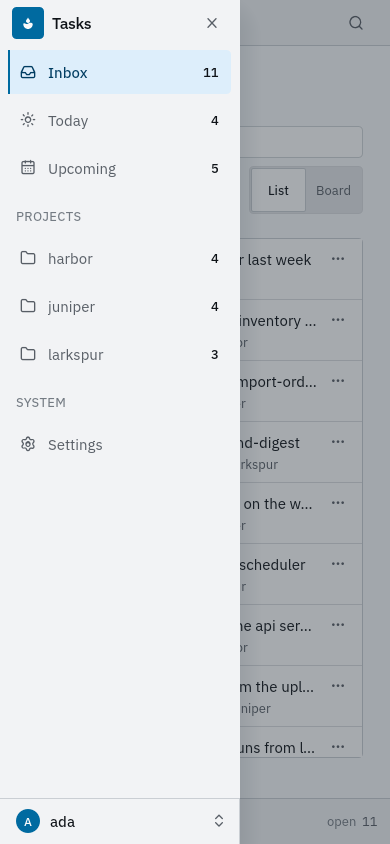 Tasks
Inbox 11
Today 4
Upcoming 5
PROJECTS
harbor 4
juniper 4
larkspur 3
SYSTEM
Settings
A ada
List Board
r last week
inventory ...
or
mport-ord...
r
nd-digest
rkspur
on the w...
r
scheduler
r
he api ser...
or
m the upl...
niper
uns from l...
open 11